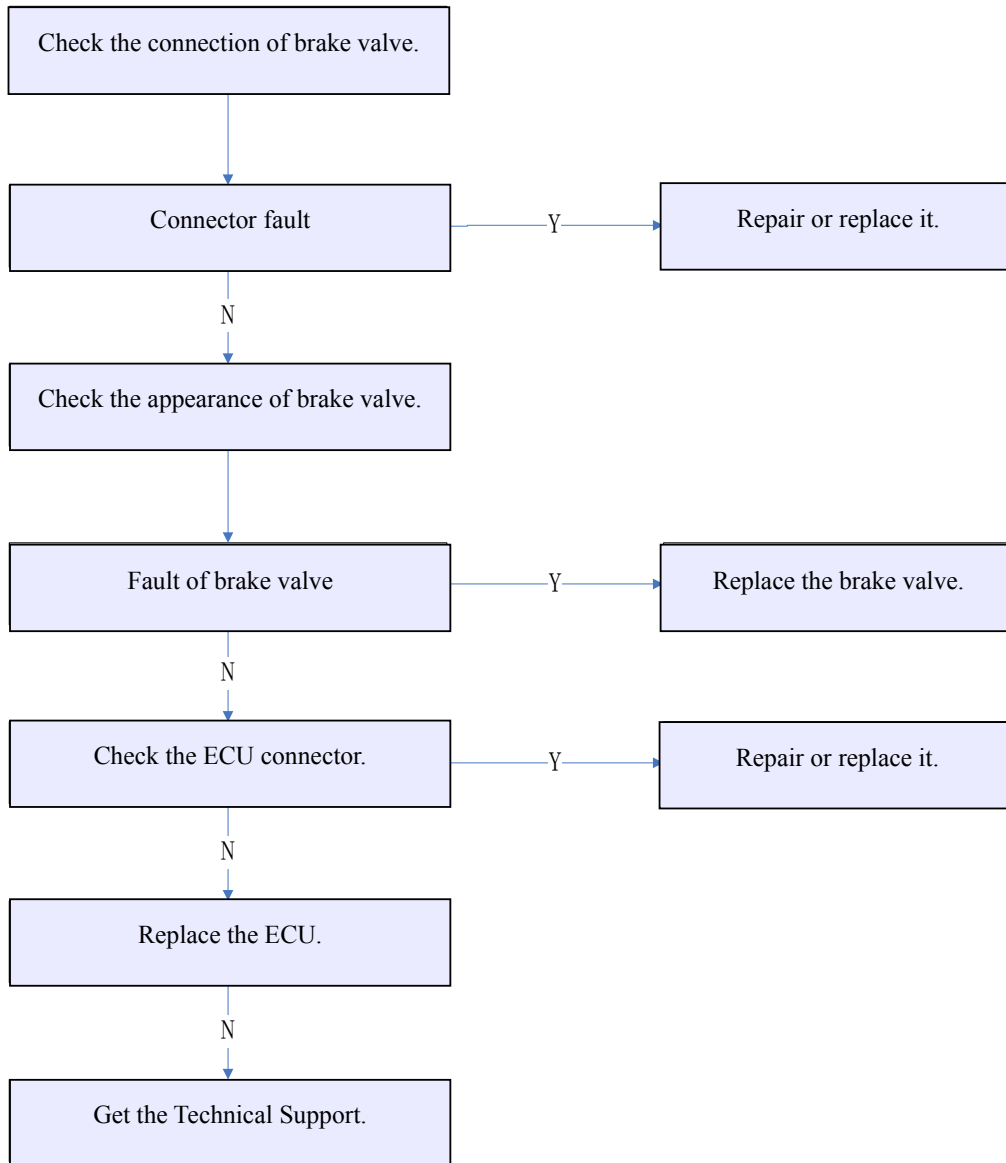 Check the connection of brake valve.
Connector fault
Y
Repair or replace it.
N
Check the appearance of brake valve.
Fault of brake valve
Y
Replace the brake valve.
N
Check the ECU connector.
Y
Repair or replace it.
N
Replace the ECU.
N
Get the Technical Support.